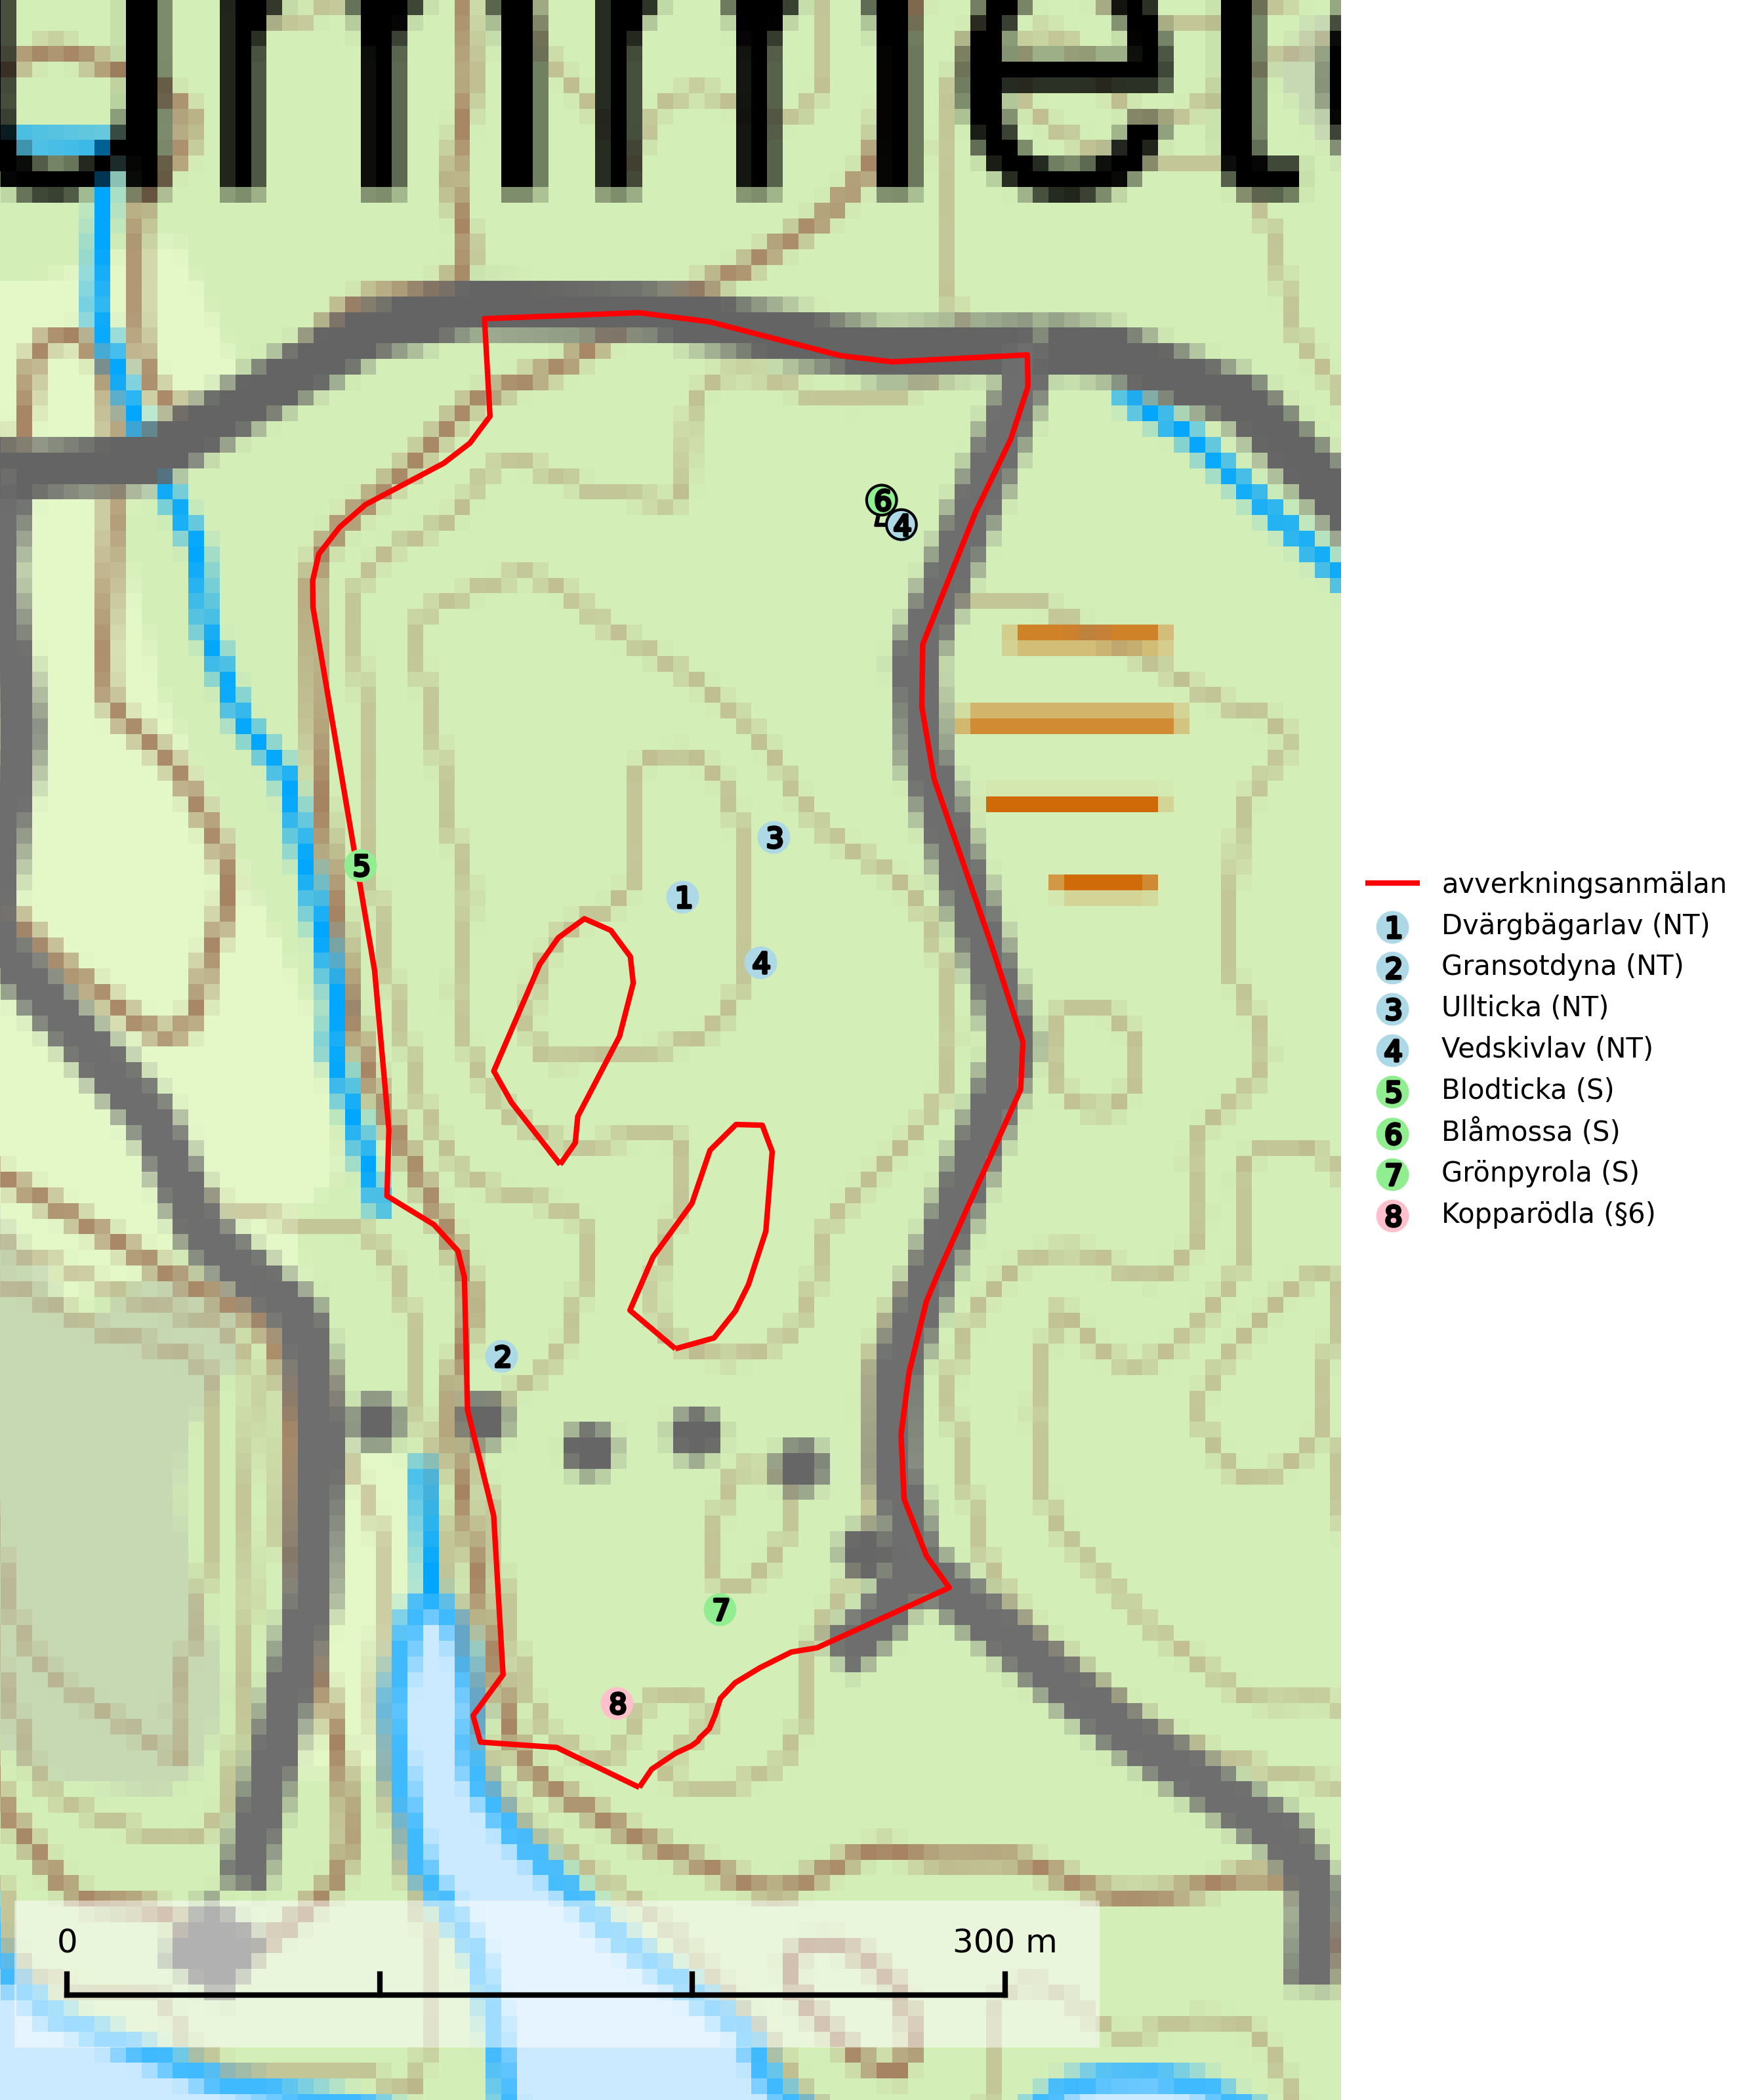 6
4
3
5
1
4
2
7
8
0 300 m
avverkningsanmälan
1 Dvärgbägarlav (NT)
2 Gransotdyna (NT)
3 Ullticka (NT)
4 Vedskivlav (NT)
5 Blodticka (S)
6 Blåmossa (S)
7 Grönpyrola (S)
8 Kopparödla (§6)